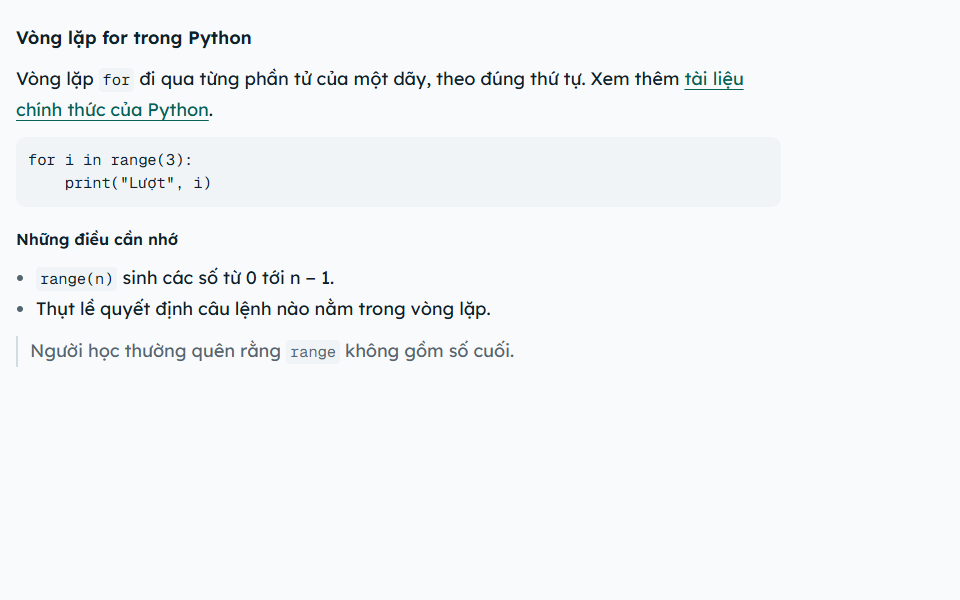 Vòng lặp for trong Python
Vòng lặp for đi qua từng phần tử của một dãy, theo đúng thứ tự. Xem thêm tài liệu
chính thức của Python.
for i in range(3):
    print("Lượt", i)
Những điều cần nhớ
• range(n) sinh các số từ 0 tới n – 1.
• Thụt lề quyết định câu lệnh nào nằm trong vòng lặp.
Người học thường quên rằng range không gồm số cuối.